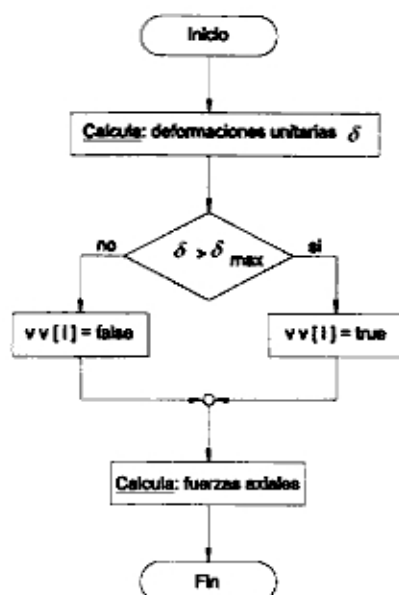 Inicio
Calcula: deformaciones unitarias δ
no
δ > δ max
si
v v [ i ] = false
v v [ i ] = true
Calcula: fuerzas axiales
Fin